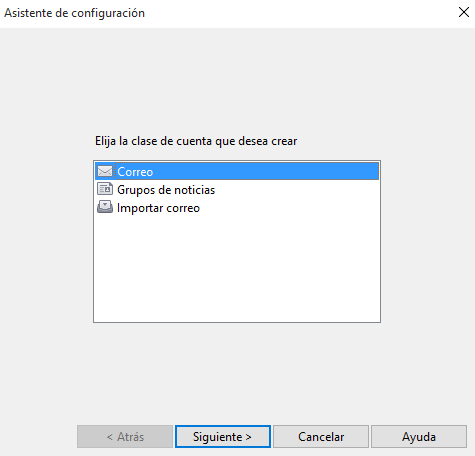 Asistente de configuración
Elija la clase de cuenta que desea crear
Correo
Grupos de noticias
Importar correo
< Atrás
Siguiente >
Cancelar
Ayuda